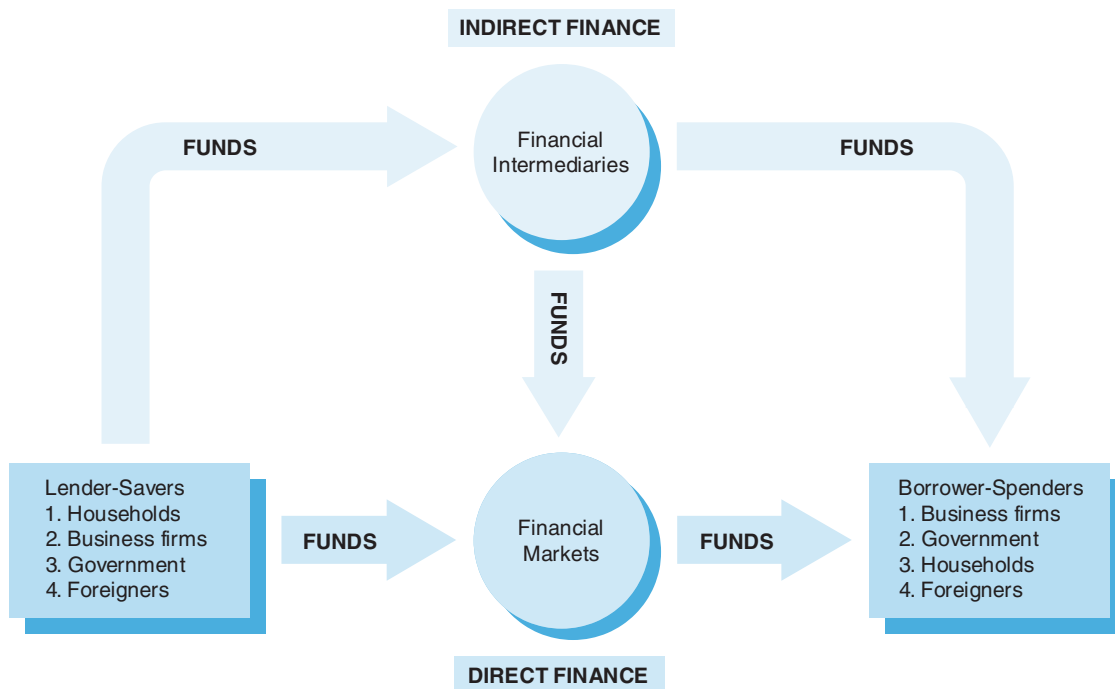 INDIRECT FINANCE
Financial
Intermediaries
FUNDS
FUNDS
FUNDS
Lender-Savers
1. Households
2. Business firms
3. Government
4. Foreigners
FUNDS
Financial
Markets
FUNDS
Borrower-Spenders
1. Business firms
2. Government
3. Households
4. Foreigners
DIRECT FINANCE